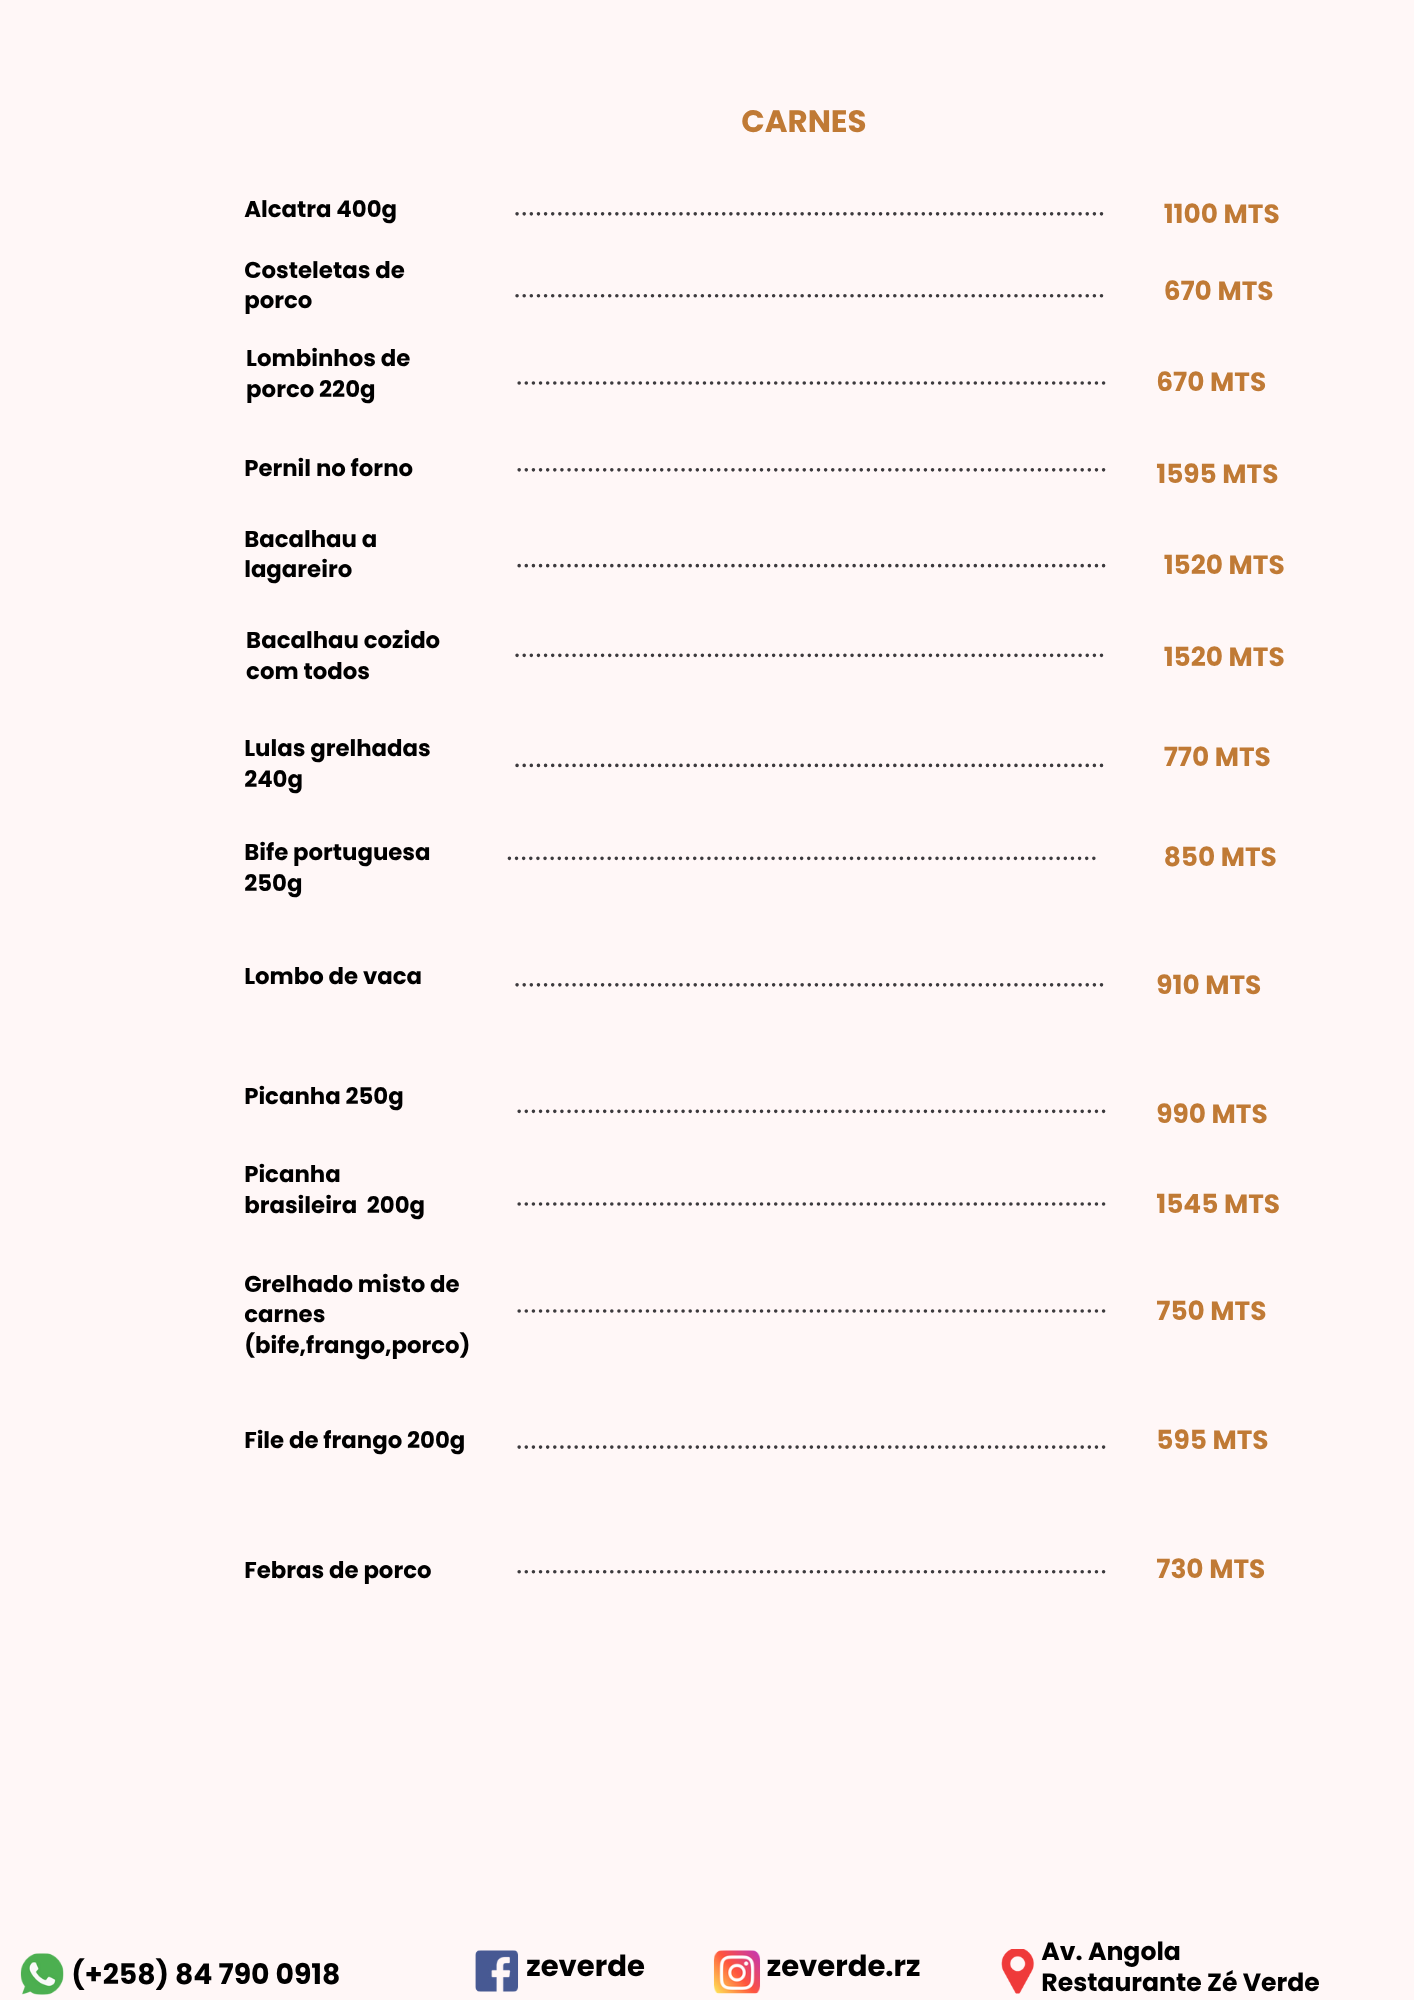 CARNES
Alcatra 400g ........ 1100 MTS
Costeletas de
porco ........ 670 MTS
Lombinhos de
porco 220g ........ 670 MTS
Pernil no forno ........ 1595 MTS
Bacalhau a
lagareiro ........ 1520 MTS
Bacalhau cozido
com todos ........ 1520 MTS
Lulas grelhadas
240g ........ 770 MTS
Bife portuguesa ........ 850 MTS
250g
Lombo de vaca ........ 910 MTS
Picanha 250g ........ 990 MTS
Picanha
brasileira  200g ........ 1545 MTS
Grelhado misto de
carnes ........ 750 MTS
(bife,frango,porco)
File de frango 200g ........ 595 MTS
Febras de porco ........ 730 MTS
(+258) 84 790 0918
zeverde
zeverde.rz
Av. Angola
Restaurante Zé Verde